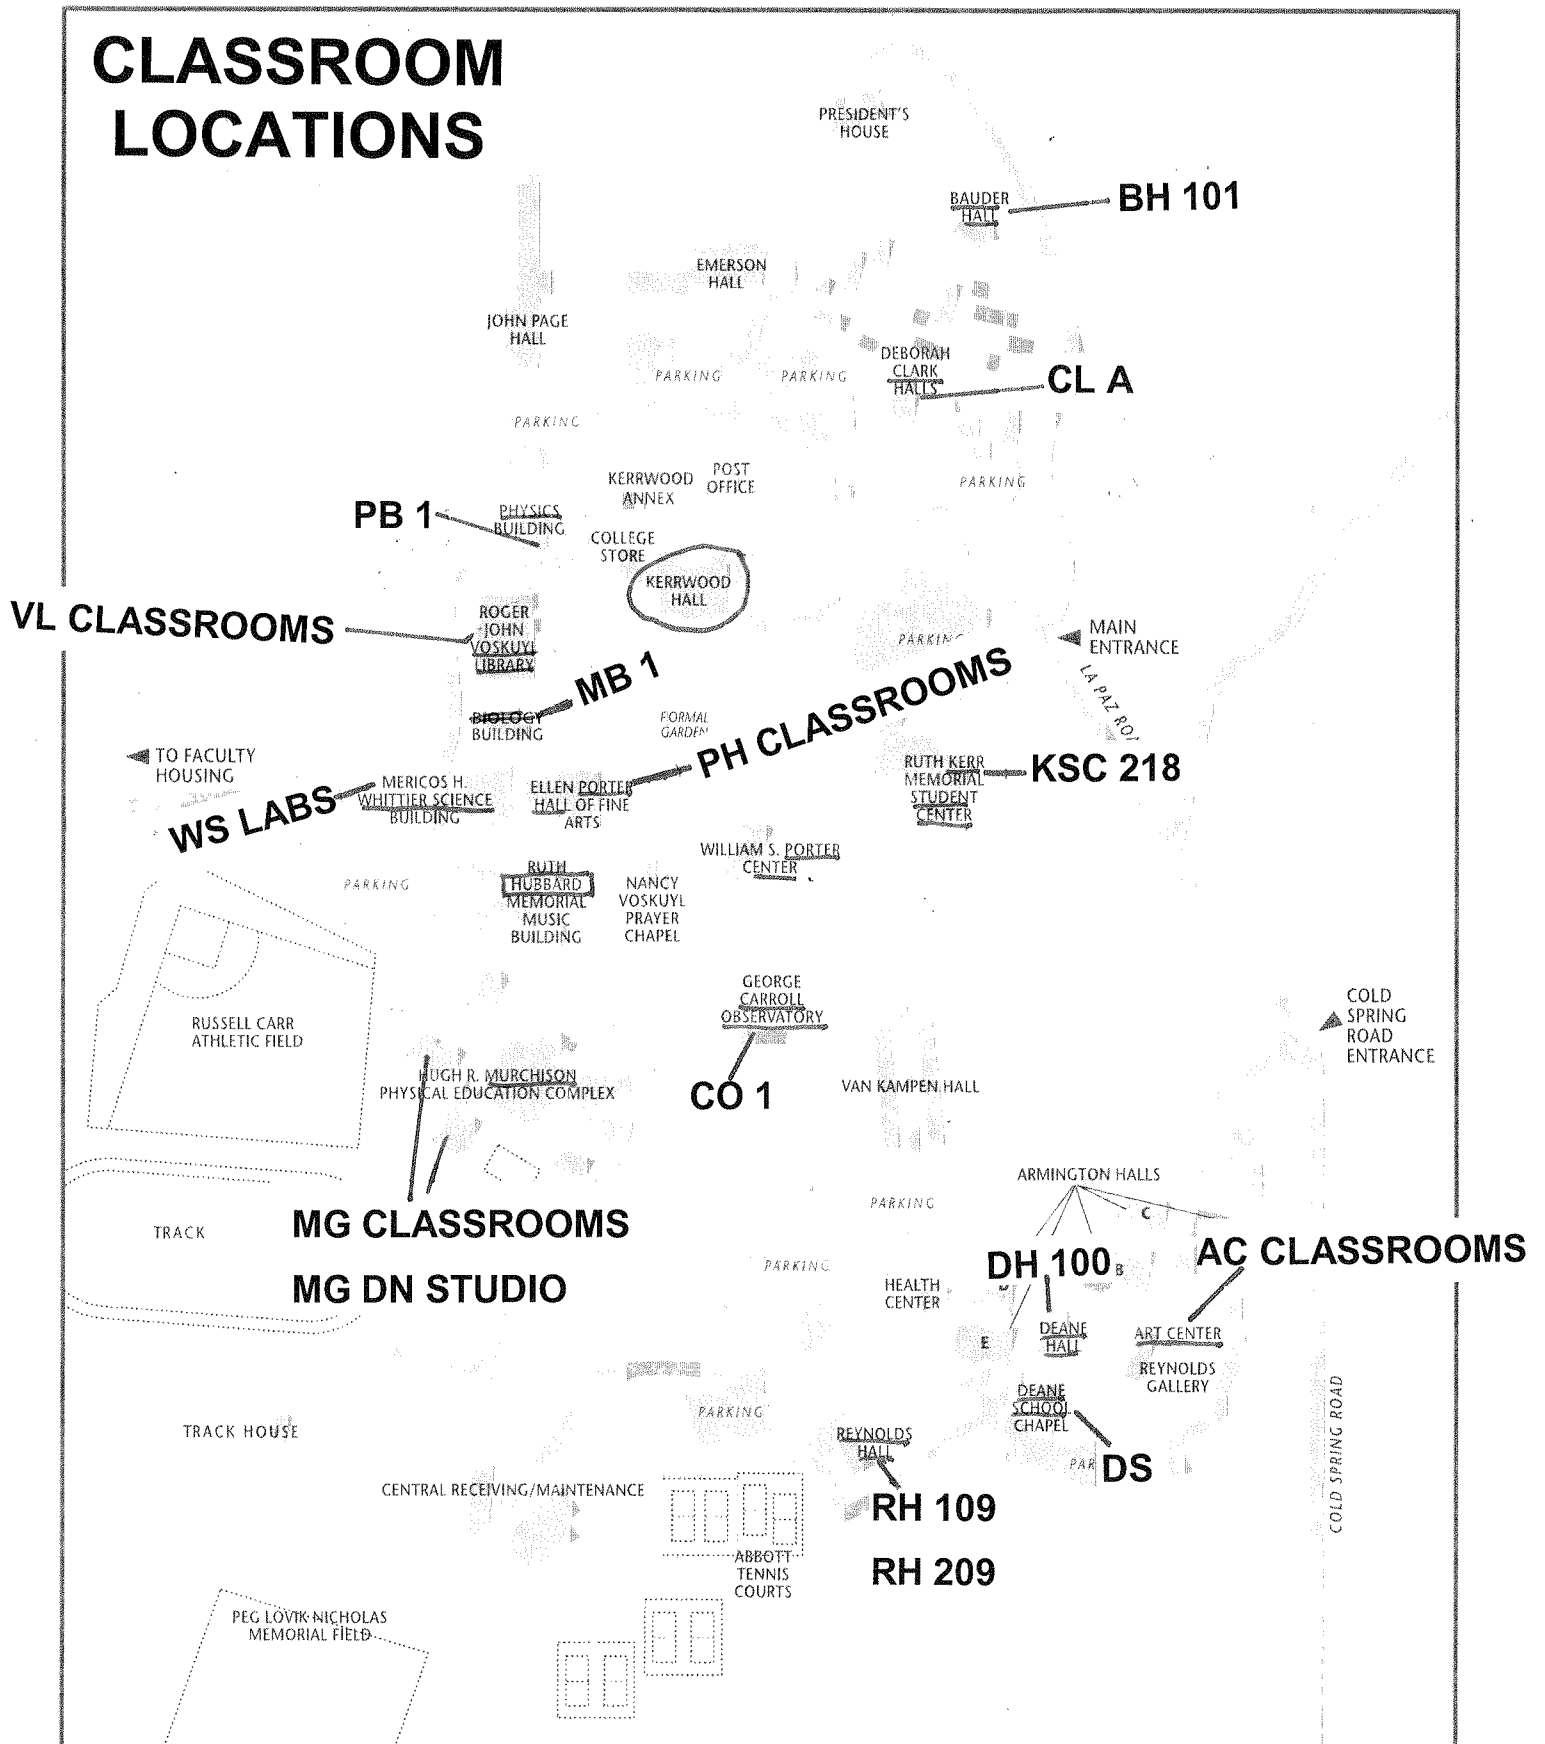 CLASSROOM
LOCATIONS
PRESIDENT'S
HOUSE
BAUDER
HALL
BH 101
EMERSON
HALL
JOHN PAGE
HALL
DEBORAH
CLARK
HALLS
CL A
PARKING
PARKING
PARKING
KERRWOOD
ANNEX
POST
OFFICE
PARKING
PB 1
PHYSICS
BUILDING
COLLEGE
STORE
KERRWOOD
HALL
VL CLASSROOMS
ROGER
JOHN
VOSKUYL
LIBRARY
PARKING
MAIN
ENTRANCE
LA PAZ
MB 1
BIOLOGY
BUILDING
FORMAL
GARDEN
PH CLASSROOMS
TO FACULTY
HOUSING
WS LABS
MERICOS H.
WHITTIER SCIENCE
BUILDING
ELLEN PORTER
HALL OF FINE
ARTS
RUTH KERR
MEMORIAL
STUDENT
CENTER
KSC 218
WILLIAM S. PORTER
CENTER
PARKING
RUTH
HUBBARD
MEMORIAL
MUSIC
BUILDING
NANCY
VOSKUYL
PRAYER
CHAPEL
GEORGE
CARROLL
OBSERVATORY
CO 1
RUSSELL CARR
ATHLETIC FIELD
COLD
SPRING
ROAD
ENTRANCE
HUGH R. MURCHISON
PHYSICAL EDUCATION COMPLEX
VAN KAMPEN HALL
ARMINGTON HALLS
C
PARKING
TRACK
MG CLASSROOMS
MG DN STUDIO
PARKING
DH 100
B
AC CLASSROOMS
HEALTH
CENTER
E
DEANE
HALL
ART CENTER
REYNOLDS
GALLERY
DEANE
SCHOOL
CHAPEL
DS
PAR
COLD SPRING ROAD
PARKING
TRACK HOUSE
REYNOLDS
HALL
RH 109
RH 209
CENTRAL RECEIVING/MAINTENANCE
ABBOTT
TENNIS
COURTS
PEG LOVIK NICHOLAS
MEMORIAL FIELD